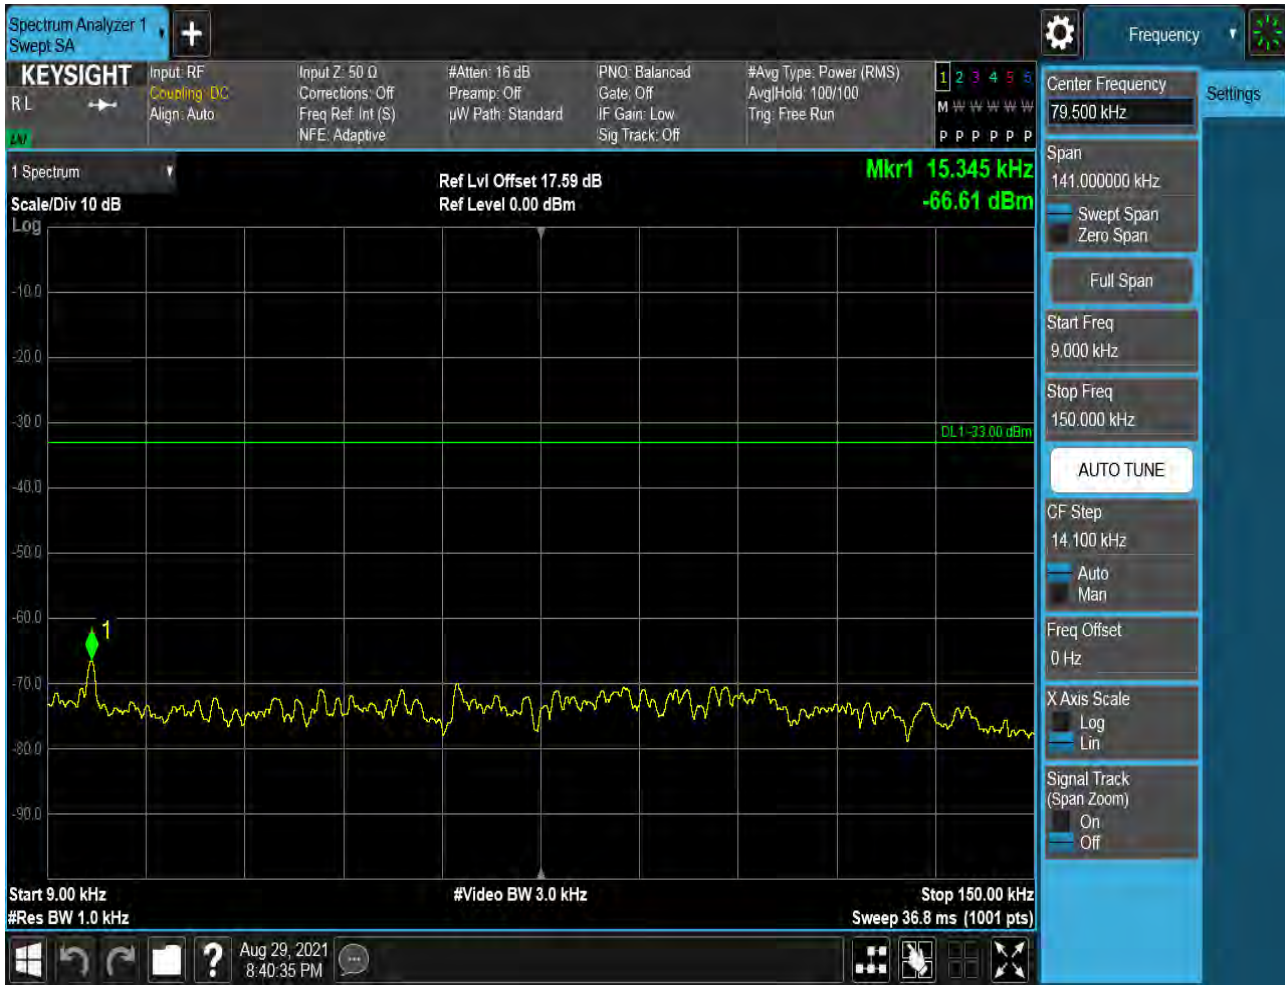 Spectrum Analyzer 1
Swept SA
Frequency
KEYSIGHT
R L
LXI
Input: RF
Coupling: DC
Align: Auto
Input Z: 50 Ω
Corrections: Off
Freq Ref: Int (S)
NFE: Adaptive
#Atten: 16 dB
Preamp: Off
µW Path: Standard
PNO: Balanced
Gate: Off
IF Gain: Low
Sig Track: Off
#Avg Type: Power (RMS)
Avg|Hold: 100/100
Trig: Free Run
1 2 3 4 5 6
M W W W W W
P P P P P P
1 Spectrum
Scale/Div 10 dB
Log
Ref Lvl Offset 17.59 dB
Ref Level 0.00 dBm
Mkr1 15.345 kHz
-66.61 dBm
-10.0
-20.0
-30.0
DL1 -33.00 dBm
-40.0
-50.0
-60.0
1
-70.0
-80.0
-90.0
Start 9.00 kHz
#Res BW 1.0 kHz
#Video BW 3.0 kHz
Stop 150.00 kHz
Sweep 36.8 ms (1001 pts)
?
Aug 29, 2021
8:40:35 PM
Settings
Center Frequency
79.500 kHz
Span
141.000000 kHz
Swept Span
Zero Span
Full Span
Start Freq
9.000 kHz
Stop Freq
150.000 kHz
AUTO TUNE
CF Step
14.100 kHz
Auto
Man
Freq Offset
0 Hz
X Axis Scale
Log
Lin
Signal Track
(Span Zoom)
On
Off